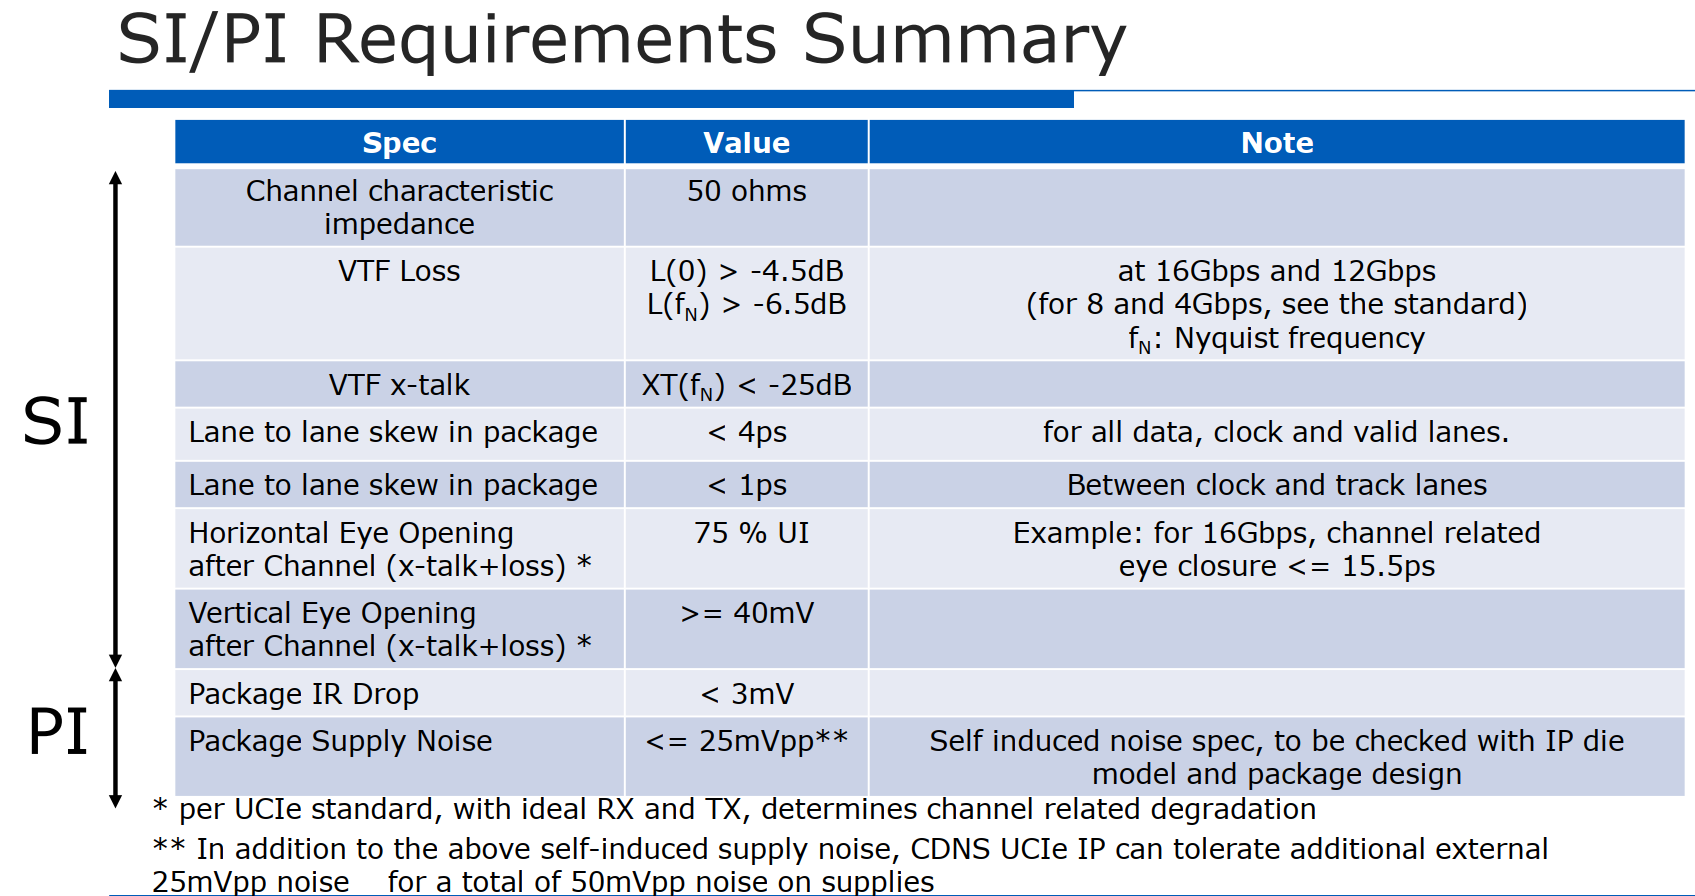 SI/PI Requirements Summary
Spec Value Note
Channel characteristic
impedance
50 ohms
VTF Loss
L(0) > -4.5dB
L(fN) > -6.5dB
at 16Gbps and 12Gbps
(for 8 and 4Gbps, see the standard)
fN: Nyquist frequency
VTF x-talk XT(fN) < -25dB
Lane to lane skew in package < 4ps for all data, clock and valid lanes.
Lane to lane skew in package < 1ps Between clock and track lanes
Horizontal Eye Opening
after Channel (x-talk+loss) *
75 % UI
Example: for 16Gbps, channel related
eye closure <= 15.5ps
Vertical Eye Opening
after Channel (x-talk+loss) *
>= 40mV
SI
Package IR Drop < 3mV
Package Supply Noise <= 25mVpp**
Self induced noise spec, to be checked with IP die
model and package design
PI
* per UCIe standard, with ideal RX and TX, determines channel related degradation
** In addition to the above self-induced supply noise, CDNS UCIe IP can tolerate additional external
25mVpp noise for a total of 50mVpp noise on supplies